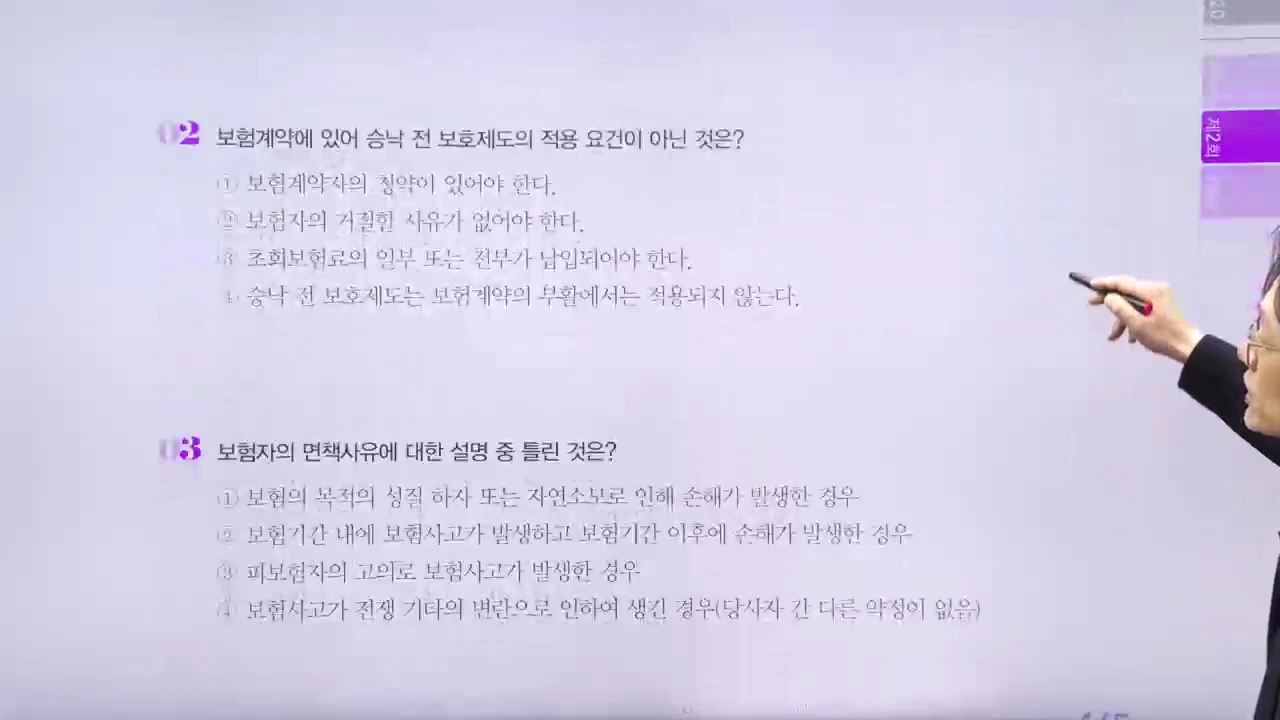 02 보험계약에 있어 승낙 전 보호제도의 적용 요건이 아닌 것은?
① 보험계약자의 청약이 있어야 한다.
② 보험자의 거절할 사유가 없어야 한다.
③ 초회보험료의 일부 또는 전부가 납입되어야 한다.
④ 승낙 전 보호제도는 보험계약의 부활에서는 적용되지 않는다.
제2회
03 보험자의 면책사유에 대한 설명 중 틀린 것은?
① 보험의 목적의 성질 하자 또는 자연소모로 인해 손해가 발생한 경우
② 보험기간 내에 보험사고가 발생하고 보험기간 이후에 손해가 발생한 경우
③ 피보험자의 고의로 보험사고가 발생한 경우
④ 보험사고가 전쟁 기타의 변란으로 인하여 생긴 경우(당사자 간 다른 약정이 없음)